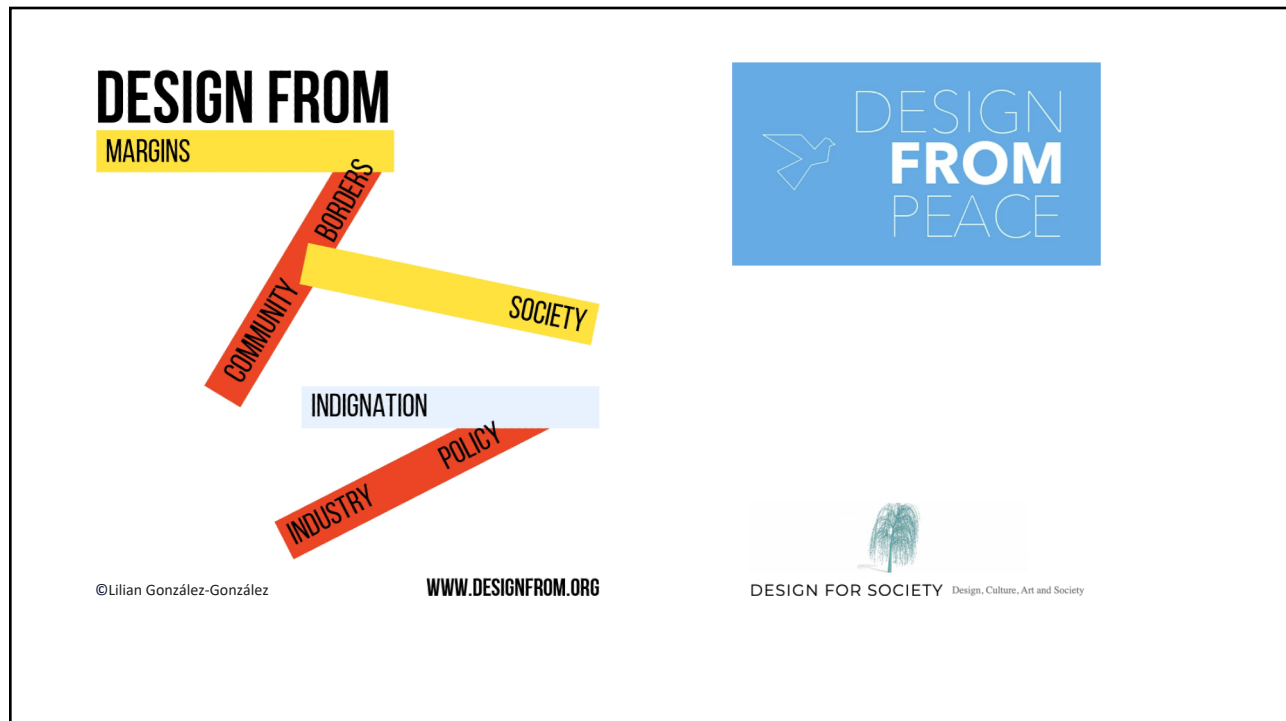 DESIGN FROM
MARGINS
BORDERS
COMMUNITY
SOCIETY
INDIGNATION
POLICY
INDUSTRY
©Lilian González-González
WWW.DESIGNFROM.ORG
DESIGN
FROM
PEACE
DESIGN FOR SOCIETY Design, Culture, Art and Society